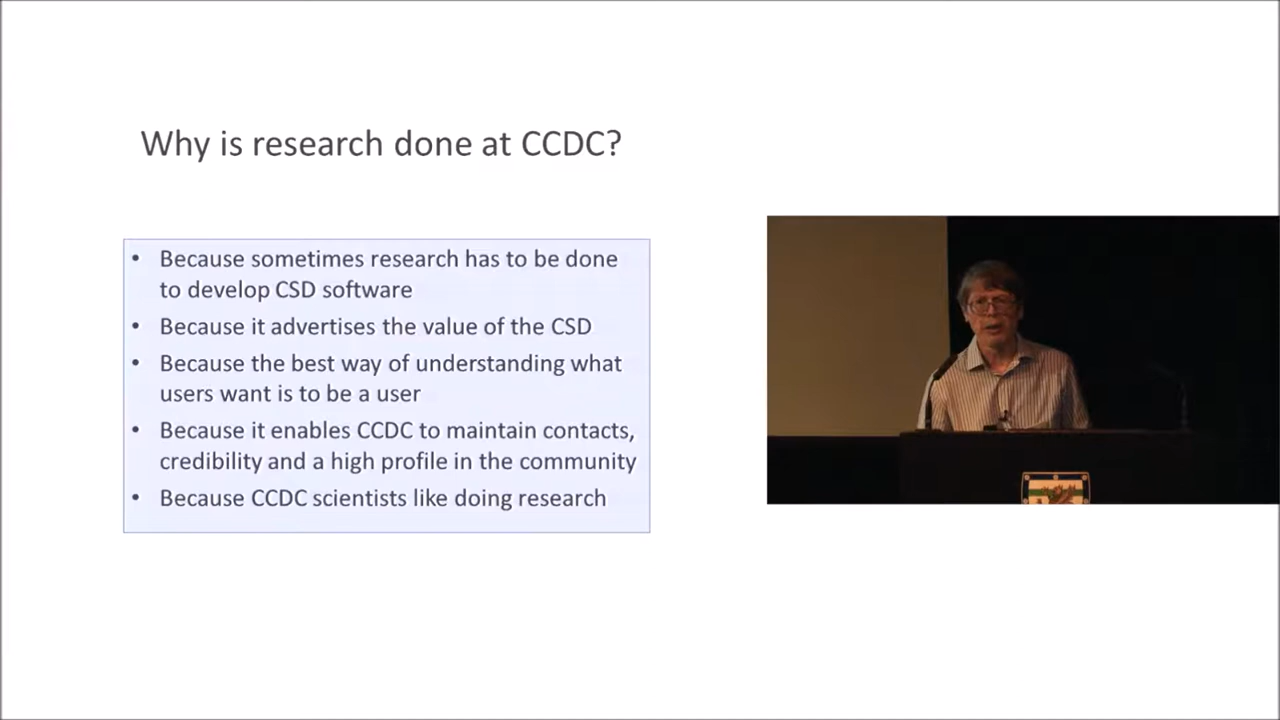 Why is research done at CCDC?
• Because sometimes research has to be done
to develop CSD software
• Because it advertises the value of the CSD
• Because the best way of understanding what
users want is to be a user
• Because it enables CCDC to maintain contacts,
credibility and a high profile in the community
• Because CCDC scientists like doing research